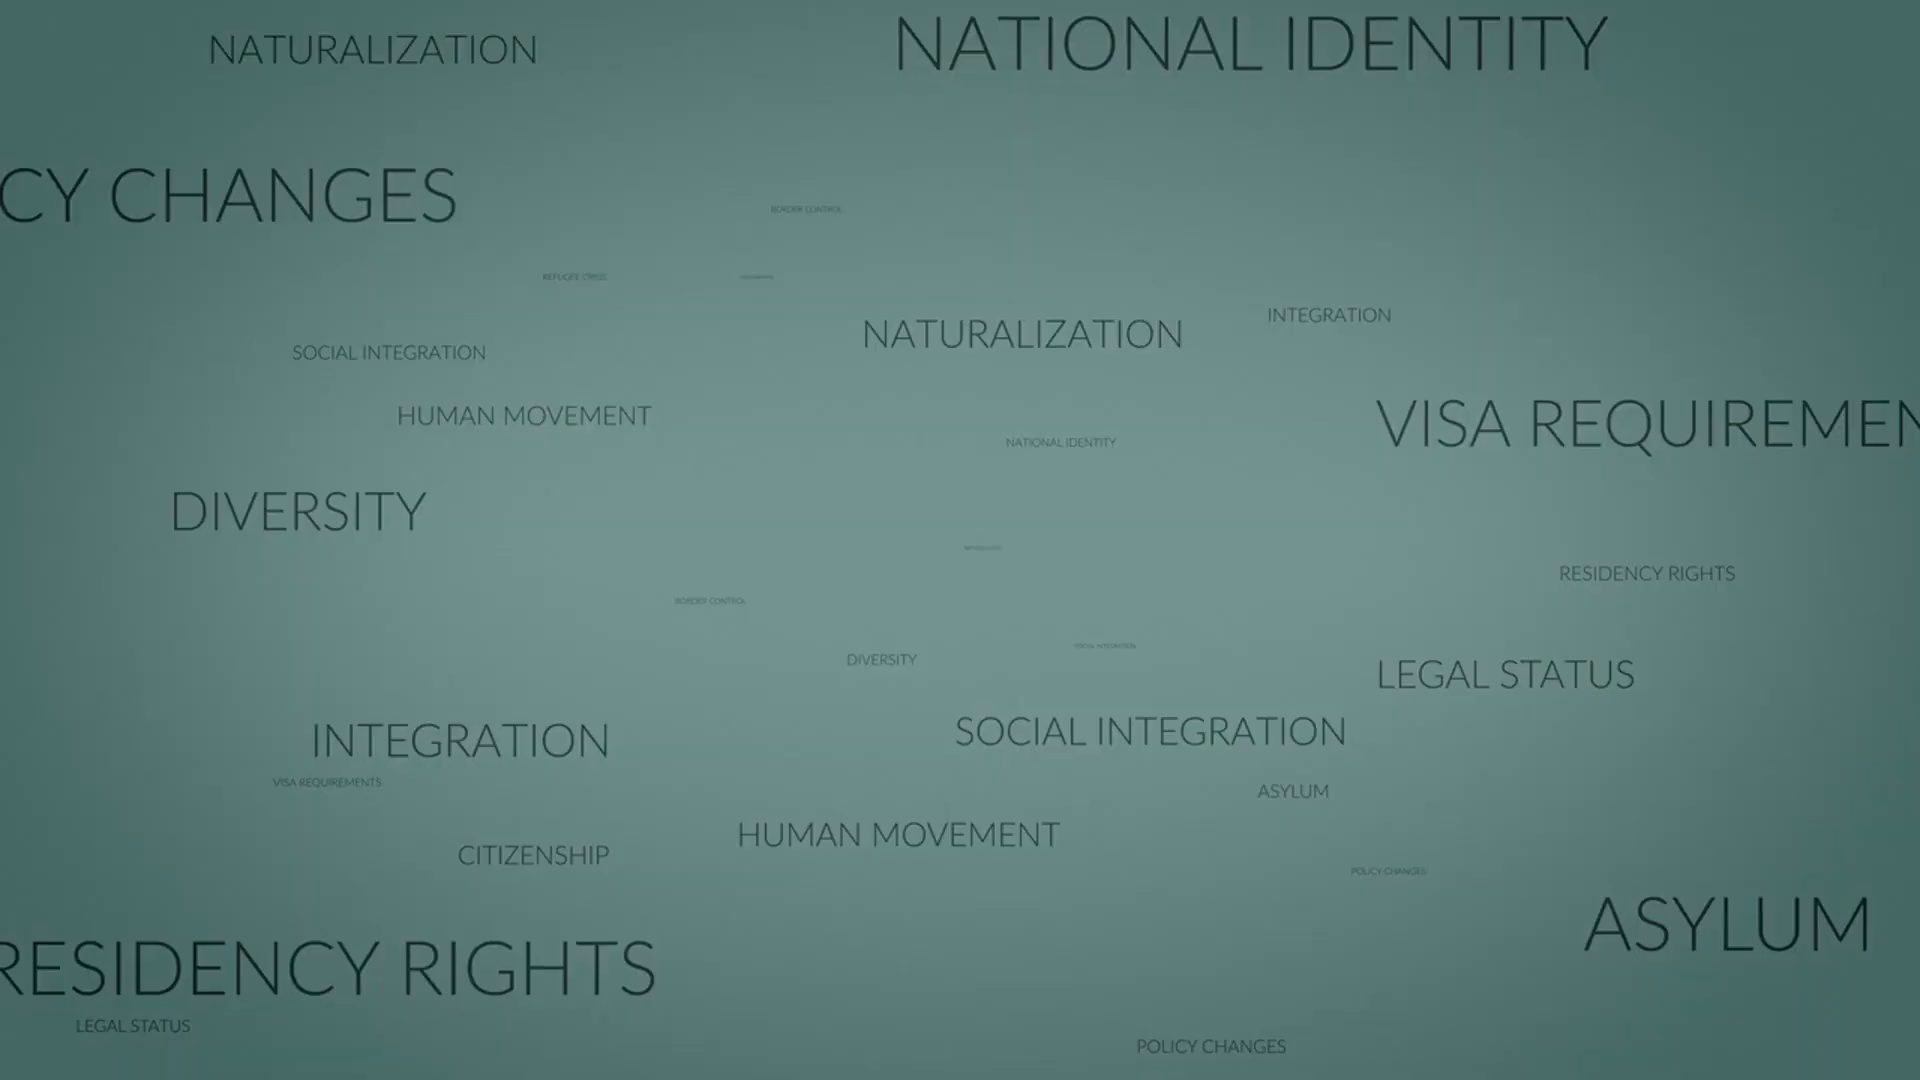 NATIONAL IDENTITY
NATURALIZATION
CY CHANGES
BORDER CONTROL
REFUGEE CRISIS
INTEGRATION
NATURALIZATION
SOCIAL INTEGRATION
HUMAN MOVEMENT
VISA REQUIREMEN
NATIONAL IDENTITY
DIVERSITY
RESIDENCY RIGHTS
BORDER CONTROL
SOCIAL INTEGRATION
DIVERSITY
LEGAL STATUS
SOCIAL INTEGRATION
INTEGRATION
VISA REQUIREMENTS
ASYLUM
HUMAN MOVEMENT
CITIZENSHIP
POLICY CHANGES
ASYLUM
RESIDENCY RIGHTS
LEGAL STATUS
POLICY CHANGES